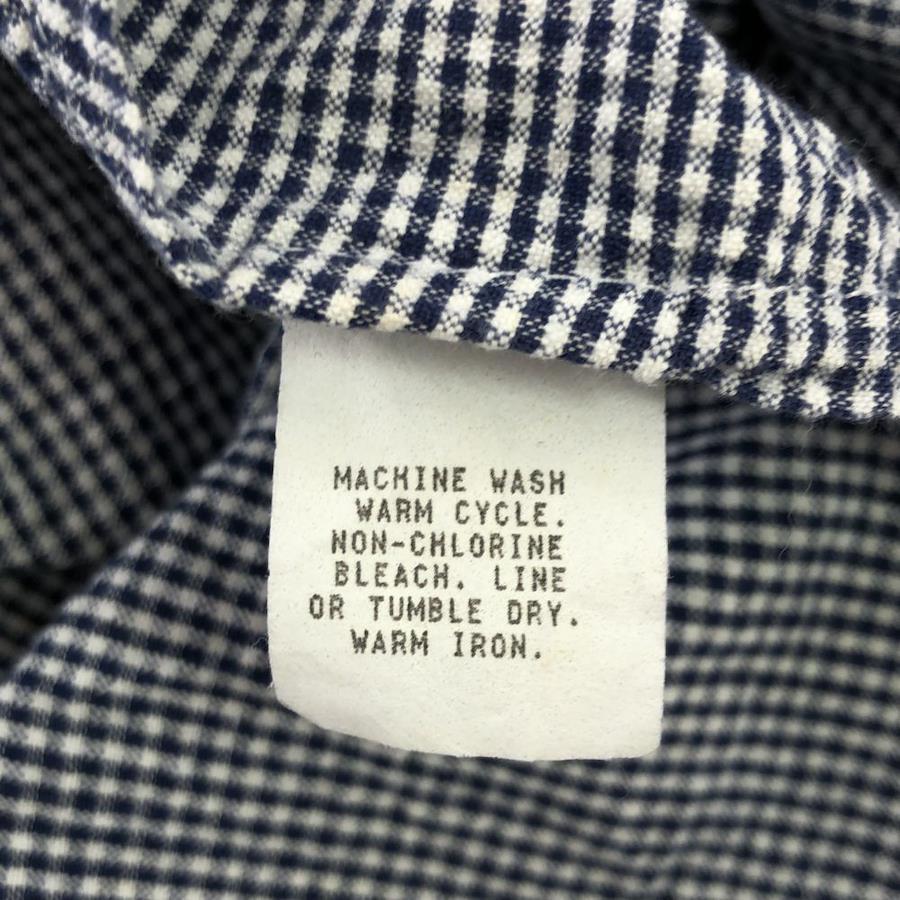 MACHINE WASH
WARM CYCLE.
NON-CHLORINE
BLEACH. LINE
OR TUMBLE DRY.
WARM IRON.